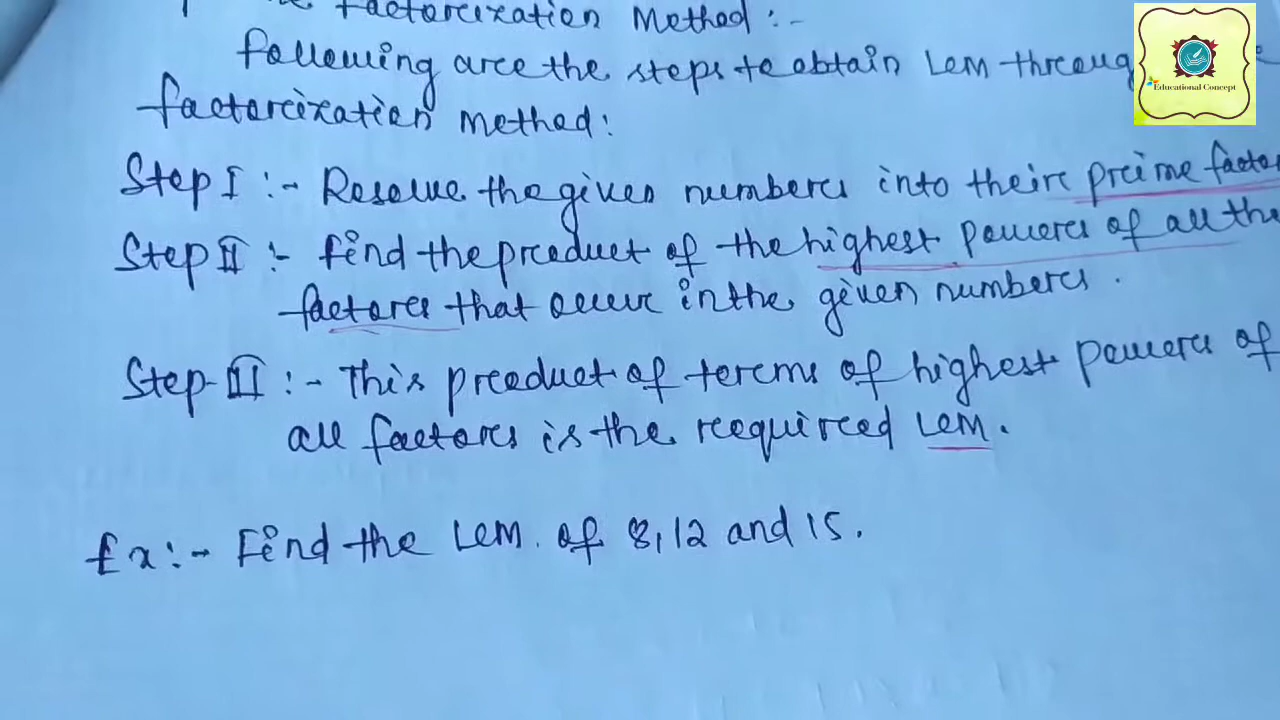 Factorization Method :-
Following are the steps to obtain LCM through
factorization Method:
Step I :- Resolve the given numbers into their prime factor
Step II :- Find the product of the highest powers of all the
factors that occur in the given numbers.
Step-III :- This product of terms of highest powers of
all factors is the required LCM.
Ex:- Find the LCM. of 8, 12 and 15.
Educational Concept